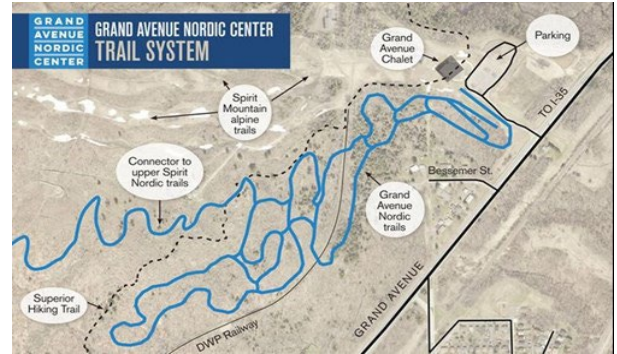 GRAND
AVENUE
NORDIC
CENTER
GRAND AVENUE NORDIC CENTER
TRAIL SYSTEM
Grand
Avenue
Chalet
Parking
TO I-35
Spirit
Mountain
alpine
trails
Connector to
upper Spirit
Nordic trails
Bessemer St.
Grand
Avenue
Nordic
trails
Superior
Hiking Trail
DWP Railway
GRAND AVENUE